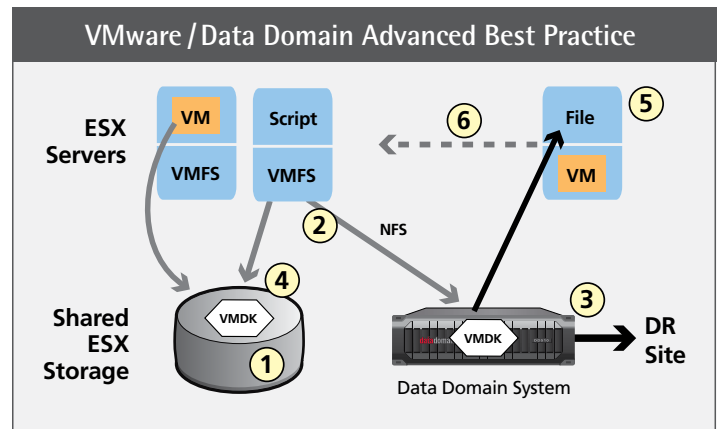 VMware / Data Domain Advanced Best Practice
ESX
Servers
VM
VMFS
Script
VMFS
6
File
VM
5
2
NFS
Shared
ESX
Storage
4
VMDK
1
3
VMDK
Data Domain System
DR
Site